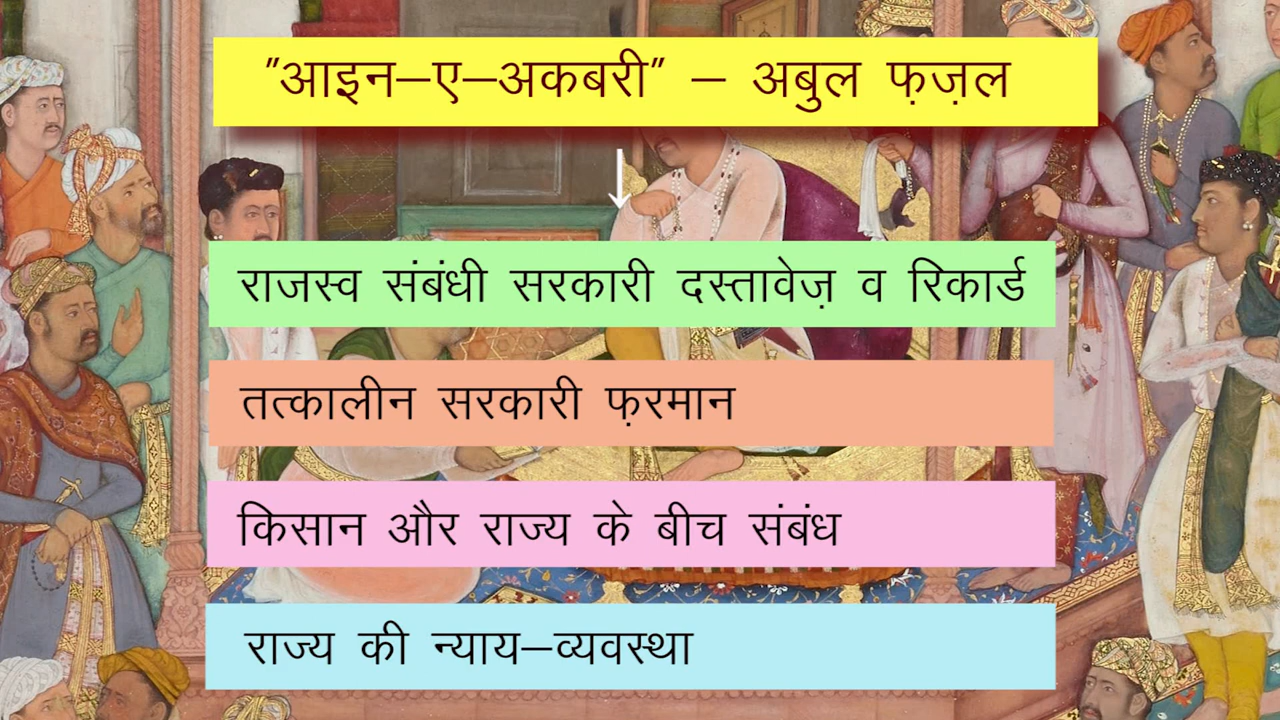 "आइन–ए–अकबरी" – अबुल फ़ज़ल
राजस्व संबंधी सरकारी दस्तावेज़ व रिकार्ड
तत्कालीन सरकारी फ़रमान
किसान और राज्य के बीच संबंध
राज्य की न्याय–व्यवस्था